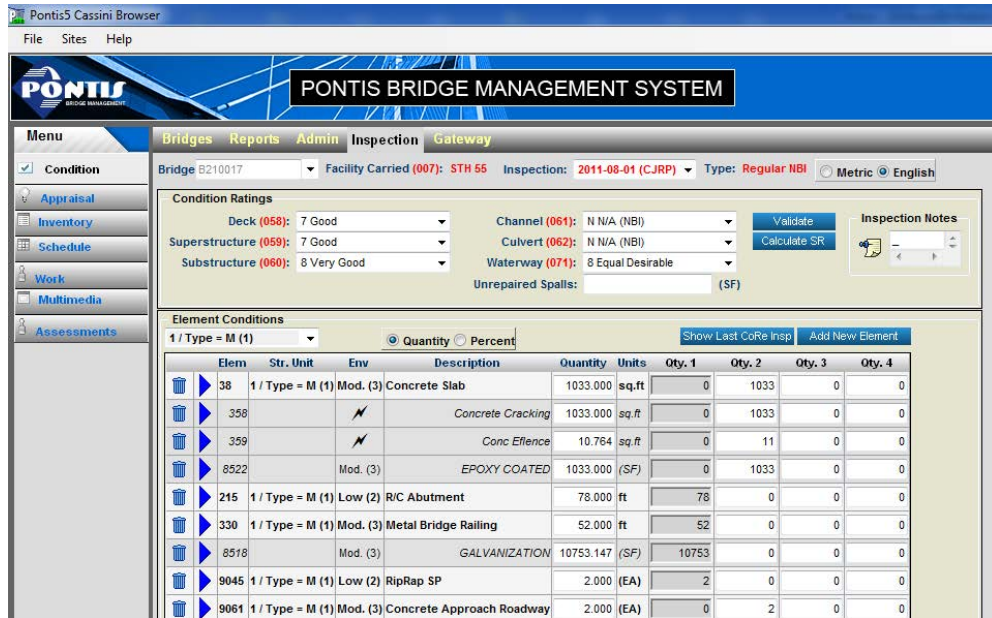 Pontis5 Cassini Browser
File Sites Help
PONTIS
BRIDGE MANAGEMENT
PONTIS BRIDGE MANAGEMENT SYSTEM
Menu
Bridges Reports Admin Inspection Gateway
Condition
Appraisal
Inventory
Schedule
Work
Multimedia
Assessments
Bridge B210017 Facility Carried (007): STH 55 Inspection: 2011-08-01 (CJRP) Type: Regular NBI Metric English
Condition Ratings
Deck (058): 7 Good Channel (061): N N/A (NBI) Validate Inspection Notes
Superstructure (059): 7 Good Culvert (062): N N/A (NBI) Calculate SR
Substructure (060): 8 Very Good Waterway (071): 8 Equal Desirable
Unrepaired Spalls: (SF)
Element Conditions
1 / Type = M (1) Quantity Percent Show Last CoRe Insp Add New Element
Elem Str. Unit Env Description Quantity Units Qty. 1 Qty. 2 Qty. 3 Qty. 4
38 1 / Type = M (1) Mod. (3) Concrete Slab 1033.000 sq.ft 0 1033 0 0
358 Concrete Cracking 1033.000 sq.ft 0 1033 0 0
359 Conc Eflence 10.764 sq.ft 0 11 0 0
8522 Mod. (3) EPOXY COATED 1033.000 (SF) 0 1033 0 0
215 1 / Type = M (1) Low (2) R/C Abutment 78.000 ft 78 0 0 0
330 1 / Type = M (1) Mod. (3) Metal Bridge Railing 52.000 ft 52 0 0 0
8518 Mod. (3) GALVANIZATION 10753.147 (SF) 10753 0 0 0
9045 1 / Type = M (1) Low (2) RipRap SP 2.000 (EA) 2 0 0 0
9061 1 / Type = M (1) Mod. (3) Concrete Approach Roadway 2.000 (EA) 0 2 0 0